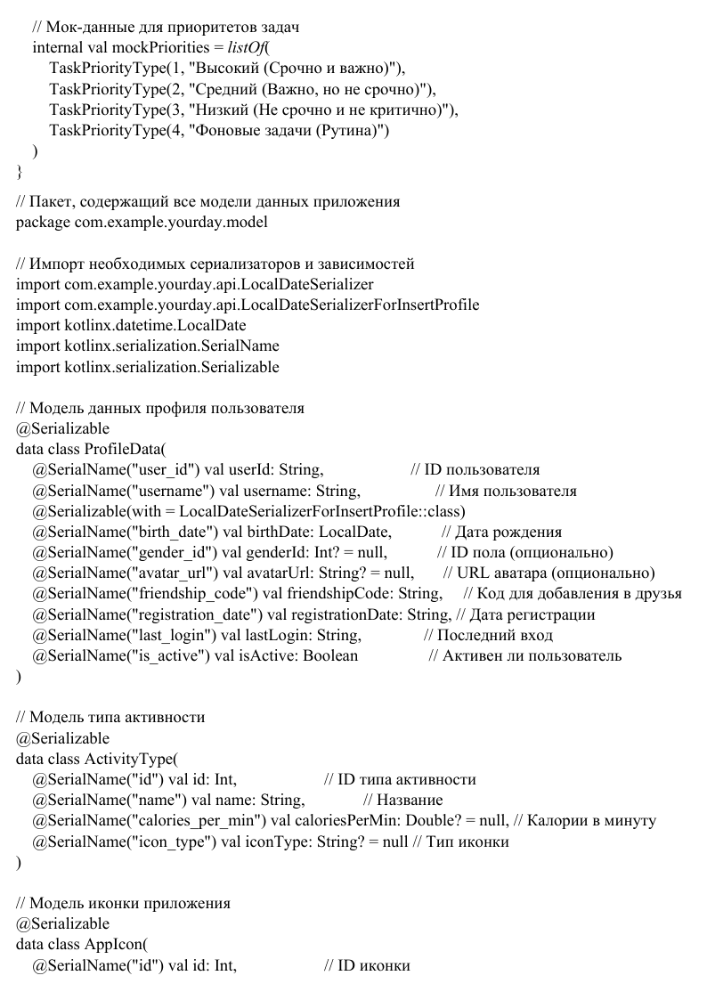 // Мок-данные для приоритетов задач
internal val mockPriorities = listOf(
TaskPriorityType(1, "Высокий (Срочно и важно)"),
TaskPriorityType(2, "Средний (Важно, но не срочно)"),
TaskPriorityType(3, "Низкий (Не срочно и не критично)"),
TaskPriorityType(4, "Фоновые задачи (Рутина)")
)
}
// Пакет, содержащий все модели данных приложения
package com.example.yourday.model
// Импорт необходимых сериализаторов и зависимостей
import com.example.yourday.api.LocalDateSerializer
import com.example.yourday.api.LocalDateSerializerForInsertProfile
import kotlinx.datetime.LocalDate
import kotlinx.serialization.SerialName
import kotlinx.serialization.Serializable
// Модель данных профиля пользователя
@Serializable
data class ProfileData(
@SerialName("user_id") val userId: String, // ID пользователя
@SerialName("username") val username: String, // Имя пользователя
@Serializable(with = LocalDateSerializerForInsertProfile::class)
@SerialName("birth_date") val birthDate: LocalDate, // Дата рождения
@SerialName("gender_id") val genderId: Int? = null, // ID пола (опционально)
@SerialName("avatar_url") val avatarUrl: String? = null, // URL аватара (опционально)
@SerialName("friendship_code") val friendshipCode: String, // Код для добавления в друзья
@SerialName("registration_date") val registrationDate: String, // Дата регистрации
@SerialName("last_login") val lastLogin: String, // Последний вход
@SerialName("is_active") val isActive: Boolean // Активен ли пользователь
)
// Модель типа активности
@Serializable
data class ActivityType(
@SerialName("id") val id: Int, // ID типа активности
@SerialName("name") val name: String, // Название
@SerialName("calories_per_min") val caloriesPerMin: Double? = null, // Калории в минуту
@SerialName("icon_type") val iconType: String? = null // Тип иконки
)
// Модель иконки приложения
@Serializable
data class AppIcon(
@SerialName("id") val id: Int, // ID иконки